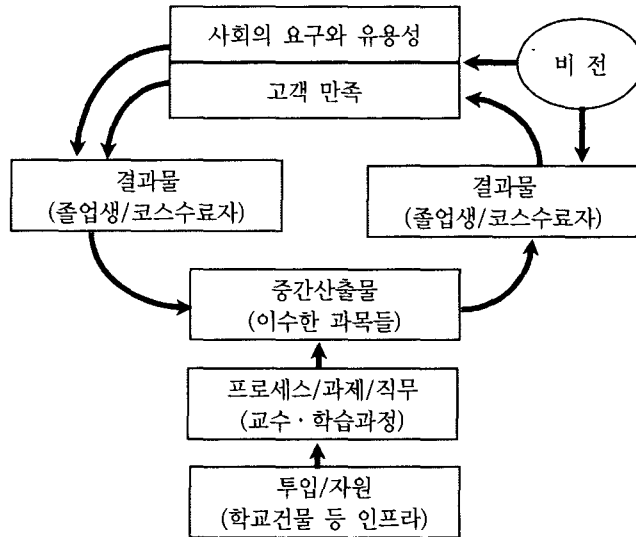 사회의 요구와 유용성
고객 만족
비 전
결과물
(졸업생/코스수료자)
결과물
(졸업생/코스수료자)
중간산출물
(이수한 과목들)
프로세스/과제/직무
(교수 · 학습과정)
투입/자원
(학교건물 등 인프라)